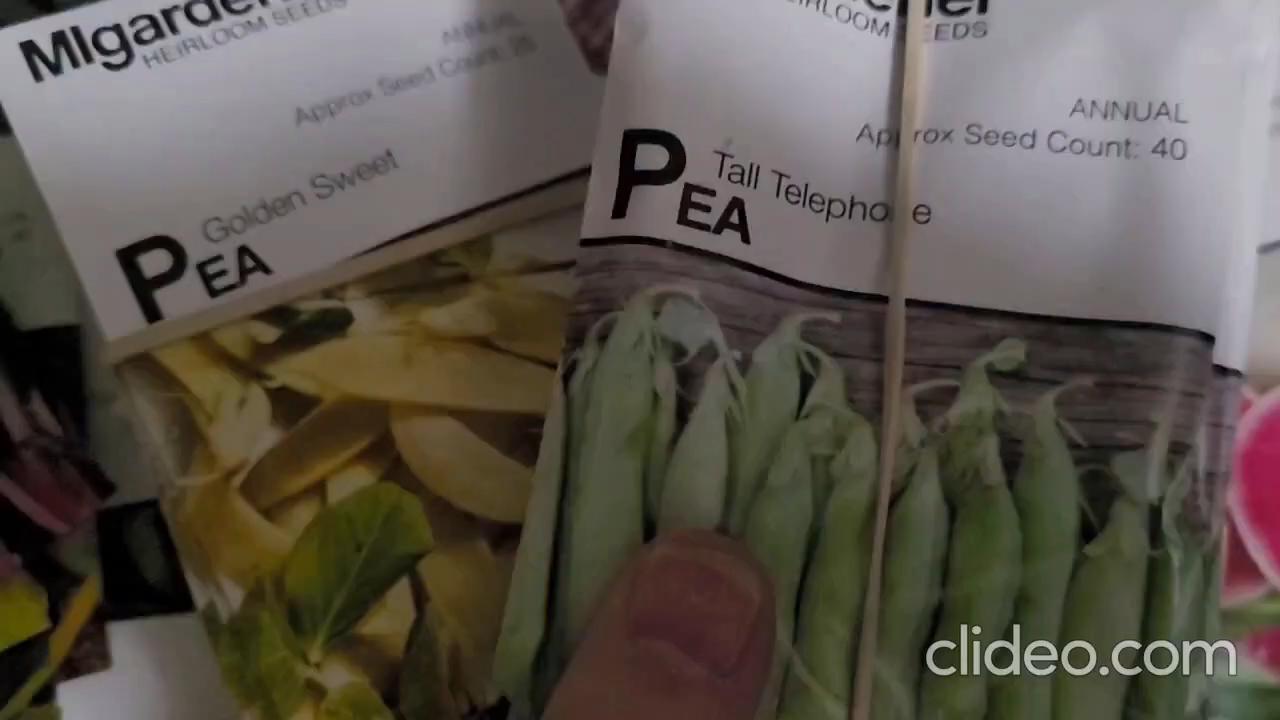 MIgardener
HEIRLOOM SEEDS
ANNUAL
Approx Seed Count: 25
Golden Sweet
PEA
HEIRLOOM SEEDS
ANNUAL
Approx Seed Count: 40
Tall Telephone
PEA
clideo.com